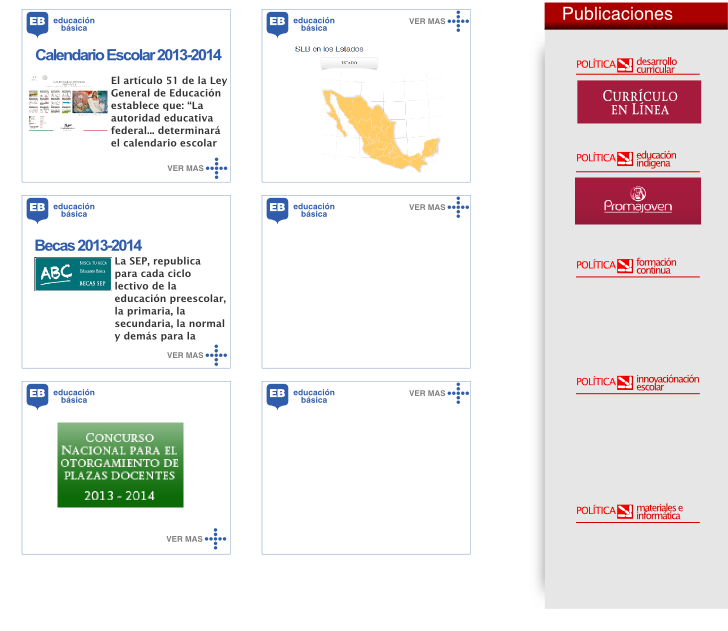 EB educación
básica
Calendario Escolar 2013-2014
El artículo 51 de la Ley
General de Educación
establece que: “La
autoridad educativa
federal... determinará
el calendario escolar
VER MAS
EB educación
básica
VER MAS
en los Estados
EB educación
básica
Becas 2013-2014
ABC
BECAS SEP
La SEP, republica
para cada ciclo
lectivo de la
educación preescolar,
la primaria, la
secundaria, la normal
y demás para la
VER MAS
EB educación
básica
VER MAS
EB educación
básica
CONCURSO
NACIONAL PARA EL
OTORGAMIENTO DE
PLAZAS DOCENTES
2013 - 2014
VER MAS
EB educación
básica
VER MAS
Publicaciones
POLÍTICA desarrollo
curricular
CURRÍCULO
EN LÍNEA
POLÍTICA educación
indígena
Promajoven
POLÍTICA formación
continua
POLÍTICA innovaciónación
escolar
POLÍTICA materiales e
informática